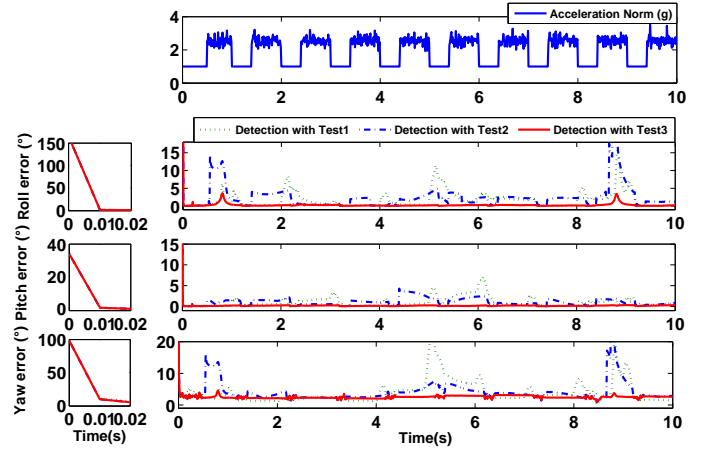 Acceleration Norm (g)
4
2
0
0 2 4 6 8 10
Detection with Test1 Detection with Test2 Detection with Test3
Roll error (°)
150
100
50
0
0 0.01 0.02
15
10
5
0
0 2 4 6 8 10
Pitch error (°)
40
20
0
0 0.01 0.02
15
10
5
0
0 2 4 6 8 10
Yaw error (°)
100
50
0
0 0.01 0.02
Time(s)
20
10
0
0 2 4 6 8 10
Time(s)